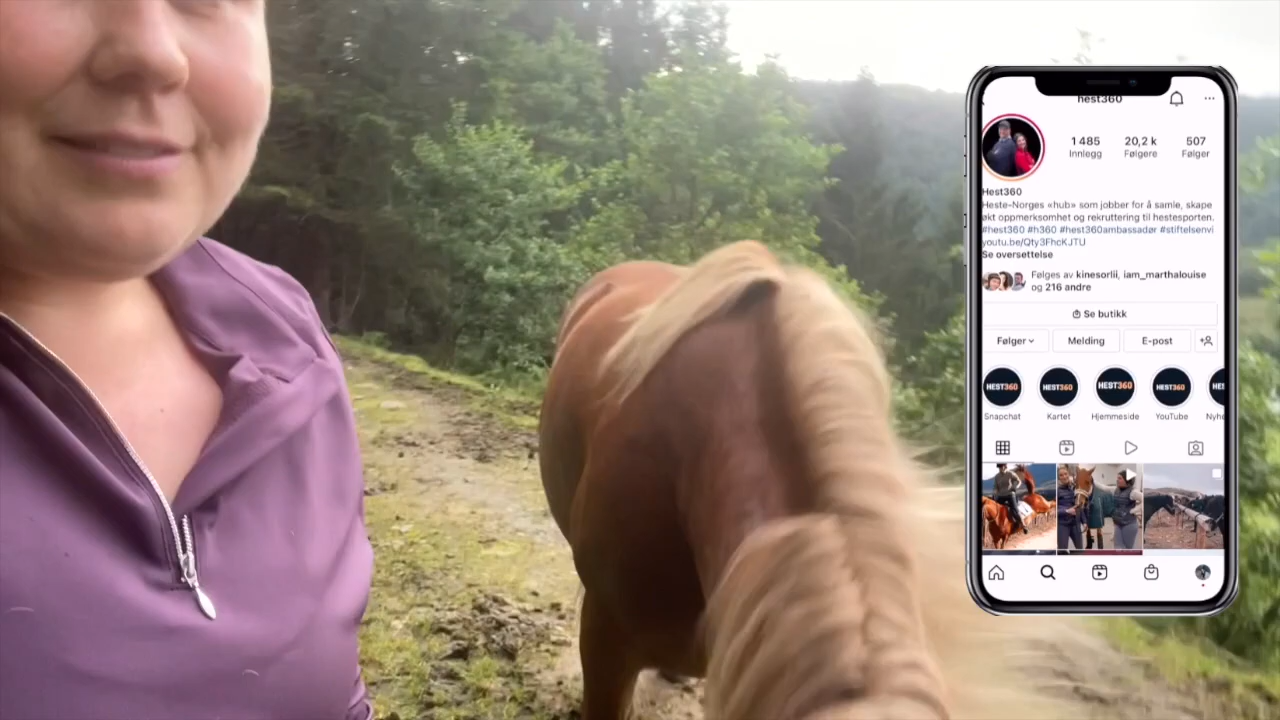 hest360
1 485
20,2 k
507
Innlegg
Følgere
Følger
Hest360
Heste-Norges «hub» som jobber for å samle, skape
økt oppmerksomhet og rekruttering til hestesporten.
#hest360 #h360 #hest360ambassadør #stiftelsenvi
youtu.be/Qty3FhcKJTU
Se oversettelse
Følges av kinesorlii, iam_marthalouise
og 216 andre
Se butikk
Følger
Melding
E-post
HEST360
HEST360
HEST360
HEST360
HES
Snapchat
Kartet
Hjemmeside
YouTube
Nyhe